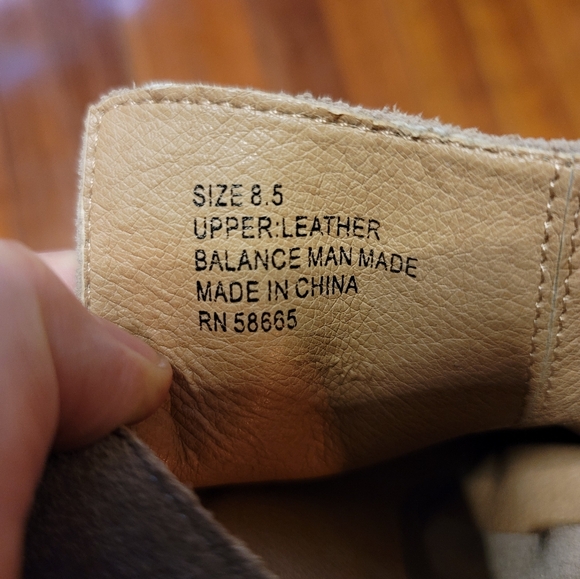 SIZE 8.5
UPPER:LEATHER
BALANCE MAN MADE
MADE IN CHINA
RN 58665